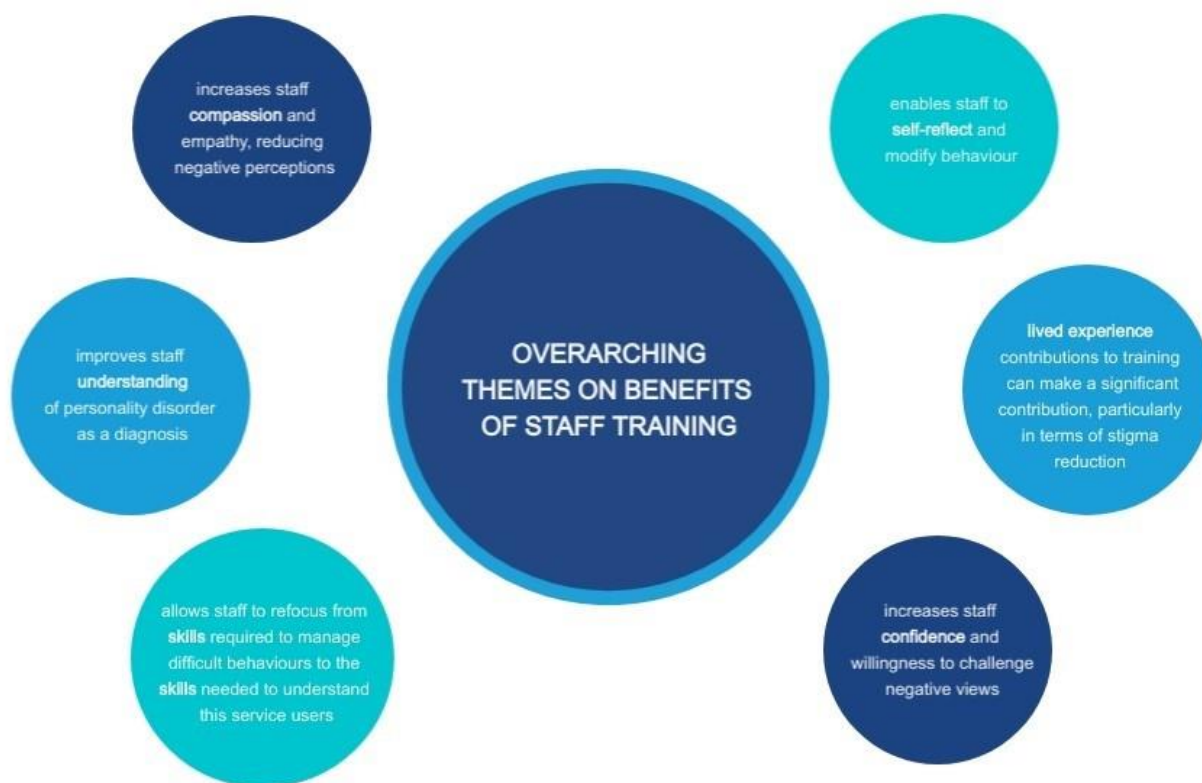 increases staff
compassion and
empathy, reducing
negative perceptions
enables staff to
self-reflect and
modify behaviour
OVERARCHING
THEMES ON BENEFITS
OF STAFF TRAINING
improves staff
understanding
of personality disorder
as a diagnosis
lived experience
contributions to training
can make a significant
contribution, particularly
in terms of stigma
reduction
allows staff to refocus from
skills required to manage
difficult behaviours to the
skills needed to understand
this service users
increases staff
confidence and
willingness to challenge
negative views